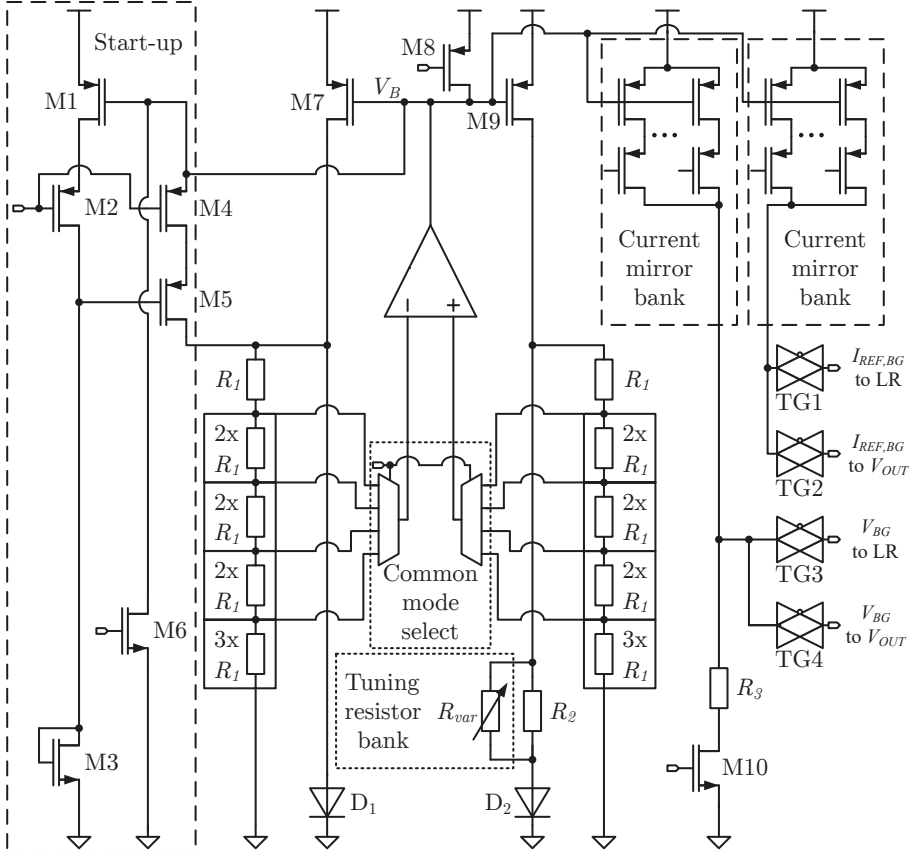 Start-up
M1
M7
M8
V_B
M9
M2
M4
M5
Current
mirror
bank
Current
mirror
bank
R_1
R_1
I_REF,BG
to LR
TG1
2x
R_1
2x
R_1
I_REF,BG
to V_OUT
TG2
2x
R_1
2x
R_1
V_BG
to LR
TG3
2x
R_1
Common
mode
select
2x
R_1
V_BG
to V_OUT
TG4
M6
3x
R_1
3x
R_1
Tuning
resistor
bank
R_var
R_2
R_3
M3
M10
D_1
D_2